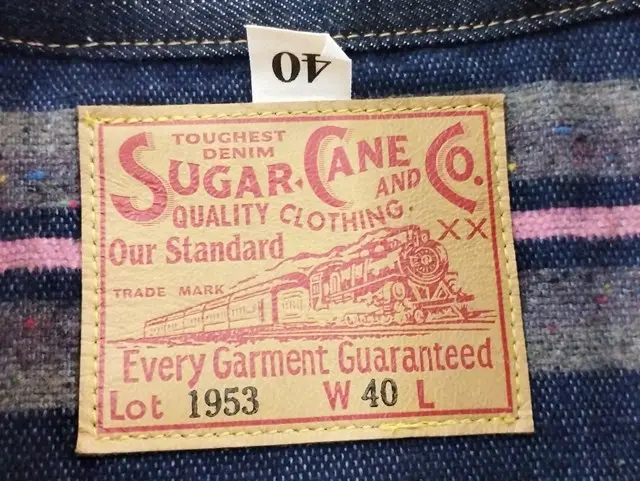 40
TOUGHEST
DENIM
SUGAR CANE AND CO.
QUALITY CLOTHING.
XX
Our Standard
TRADE MARK
Every Garment Guaranteed
Lot 1953 W 40 L